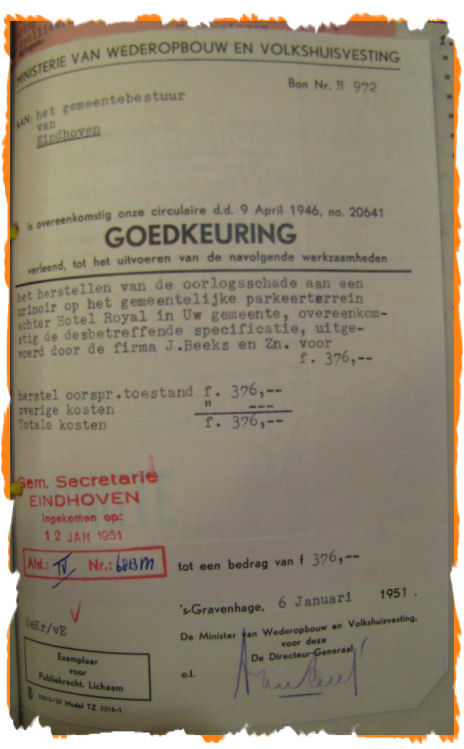 MINISTERIE VAN WEDEROPBOUW EN VOLKSHUISVESTING
Bon Nr. N 972
AAN: het gemeentebestuur
van
Eindhoven
is overeenkomstig onze circulaire d.d. 9 April 1946, no. 20641
GOEDKEURING
verleend, tot het uitvoeren van de navolgende werkzaamheden
het herstellen van de oorlogsschade aan een
urinoir op het gemeentelijke parkeerterrein
achter Hotel Royal in Uw gemeente, overeenkom-
stig de desbetreffende specificatie, uitge-
voerd door de firma J.Beeks en Zn. voor
f. 376,--
herstel oorspr.toestand f. 376,--
overige kosten " ---
Totale kosten f. 376,--
Gem. Secretarie
EINDHOVEN
Ingekomen op:
12 JAN 1951
Afd.: IV Nr.: 6813M
tot een bedrag van f 376,--
's-Gravenhage, 6 Januari 1951.
deKr/vE
De Minister van Wederopbouw en Volkshuisvesting,
voor deze
De Directeur-Generaal
o.l.
Exemplaar
voor
Publiekrecht. Lichaam
Model TZ